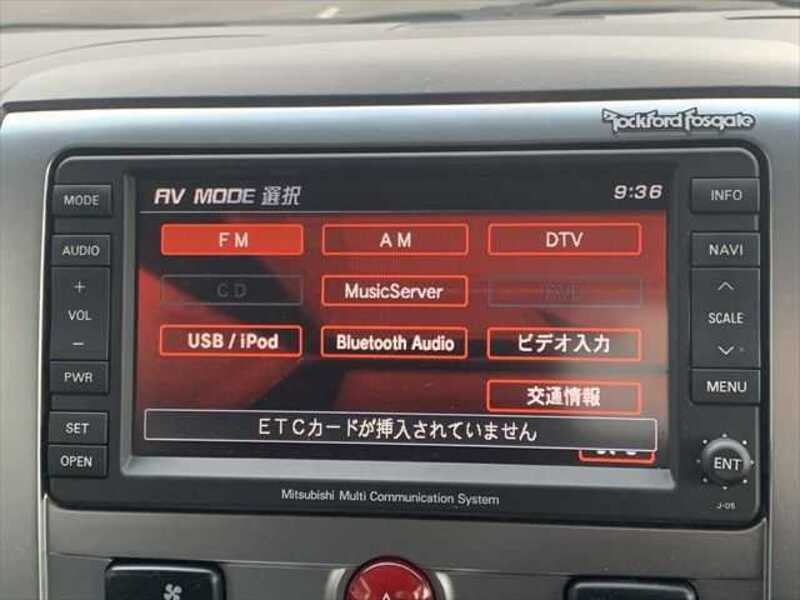 Rockford Fosgate
MODE
AUDIO
+
VOL
−
PWR
SET
OPEN
AV MODE 選択
9:36
FM
AM
DTV
CD
MusicServer
DVD
USB / iPod
Bluetooth Audio
ビデオ入力
交通情報
ETCカードが挿入されていません
INFO
NAVI
SCALE
MENU
ENT
J-05
Mitsubishi Multi Communication System